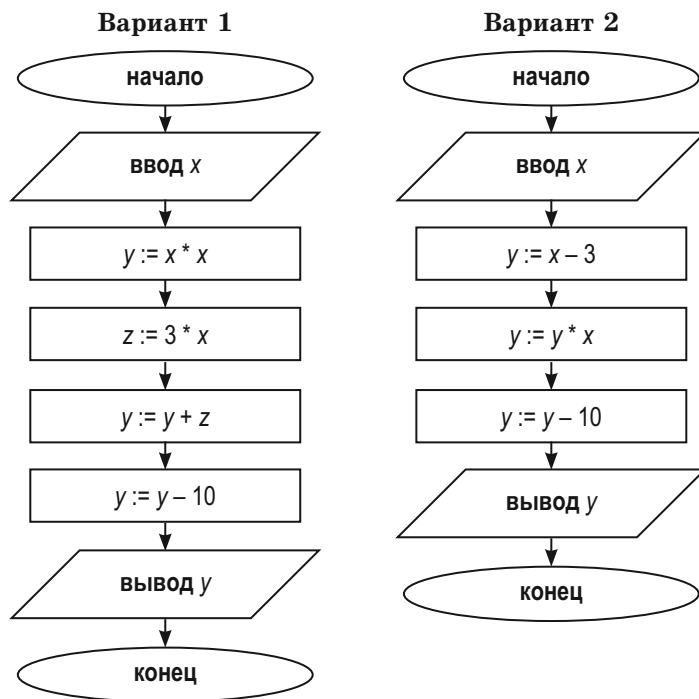 Вариант 1
начало
ввод x
y := x * x
z := 3 * x
y := y + z
y := y – 10
вывод y
конец
Вариант 2
начало
ввод x
y := x – 3
y := y * x
y := y – 10
вывод y
конец